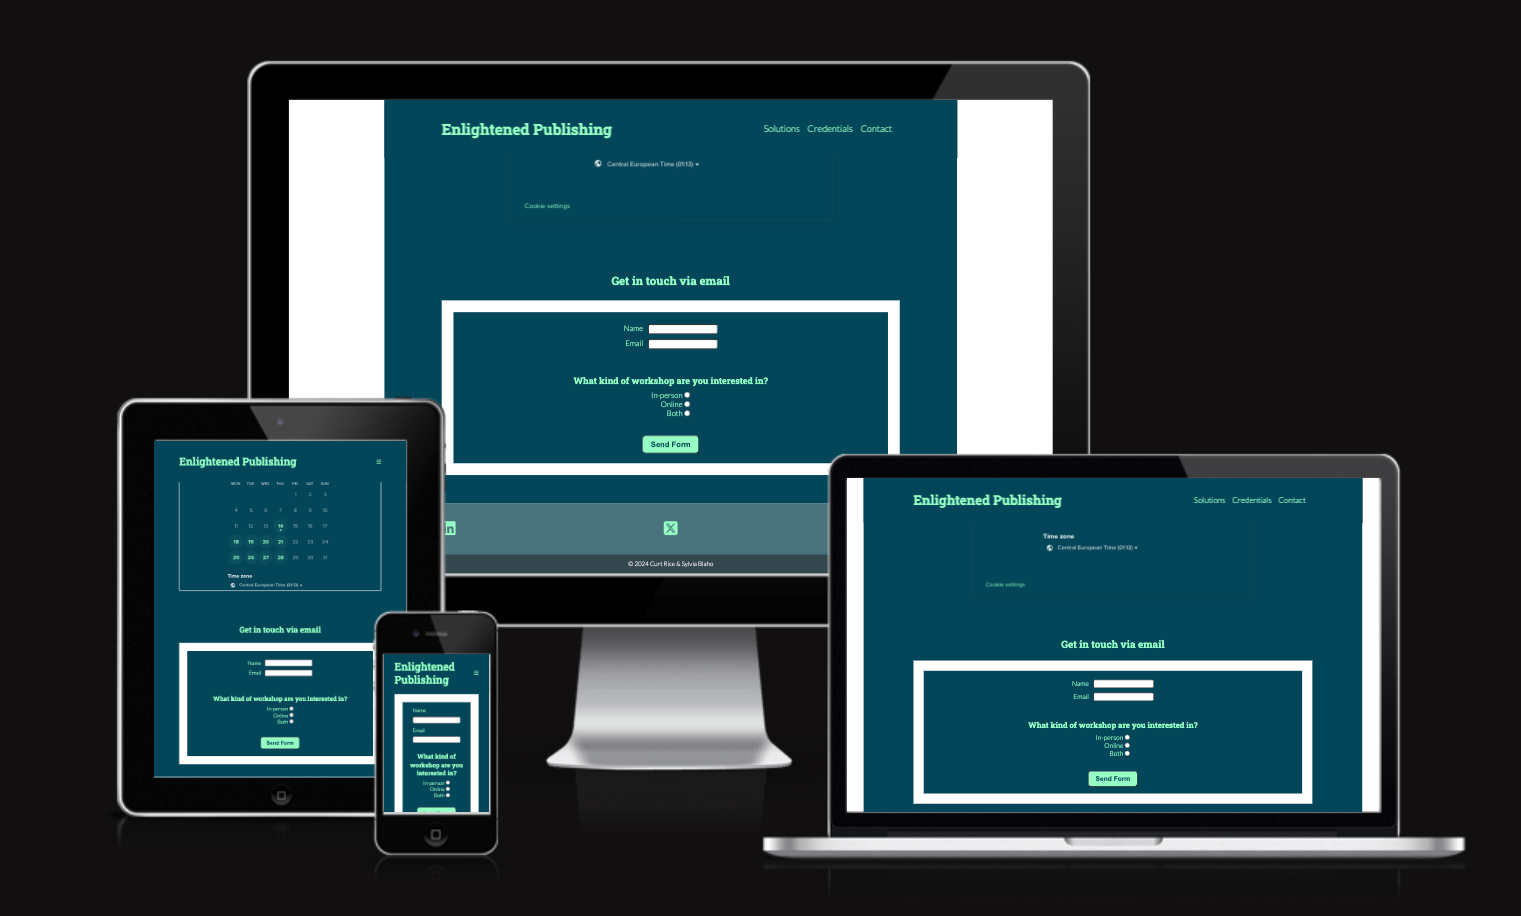 Enlightened Publishing
Solutions Credentials Contact
Central European Time (01:13)
Cookie settings
Get in touch via email
Name
Email
What kind of workshop are you interested in?
In-person
Online
Both
Send Form
in
X
© 2024 Curt Rice & Sylvia Blaho
Enlightened Publishing
MON TUE WED THU FRI SAT SUN
1 2 3
4 5 6 7 8 9 10
11 12 13 14 15 16 17
18 19 20 21 22 23 24
25 26 27 28 29 30 31
Time zone
Central European Time (01:13)
Get in touch via email
Name
Email
What kind of workshop are you interested in?
In-person
Online
Both
Send Form
Enlightened
Publishing
Name
Email
What kind of
workshop are you
interested in?
In-person
Online
Both
Enlightened Publishing
Solutions Credentials Contact
Time zone
Central European Time (01:13)
Cookie settings
Get in touch via email
Name
Email
What kind of workshop are you interested in?
In-person
Online
Both
Send Form